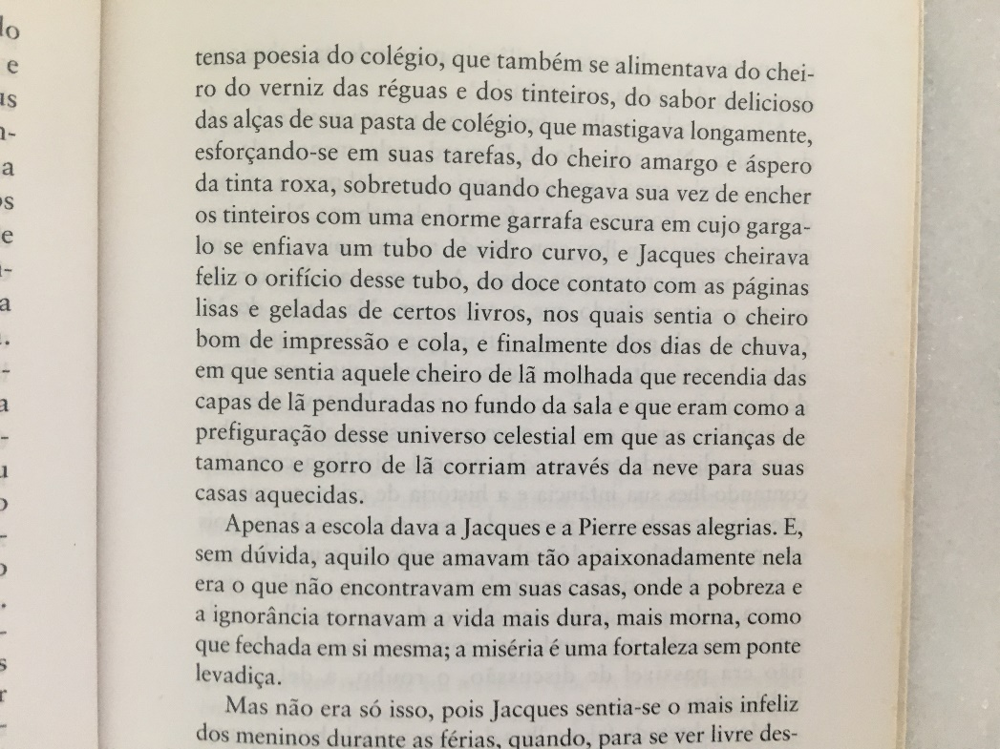 tensa poesia do colégio, que também se alimentava do chei-
ro do verniz das réguas e dos tinteiros, do sabor delicioso
das alças de sua pasta de colégio, que mastigava longamente,
esforçando-se em suas tarefas, do cheiro amargo e áspero
da tinta roxa, sobretudo quando chegava sua vez de encher
os tinteiros com uma enorme garrafa escura em cujo garga-
lo se enfiava um tubo de vidro curvo, e Jacques cheirava
feliz o orifício desse tubo, do doce contato com as páginas
lisas e geladas de certos livros, nos quais sentia o cheiro
bom de impressão e cola, e finalmente dos dias de chuva,
em que sentia aquele cheiro de lã molhada que recendia das
capas de lã penduradas no fundo da sala e que eram como a
prefiguração desse universo celestial em que as crianças de
tamanco e gorro de lã corriam através da neve para suas
casas aquecidas.
Apenas a escola dava a Jacques e a Pierre essas alegrias. E,
sem dúvida, aquilo que amavam tão apaixonadamente nela
era o que não encontravam em suas casas, onde a pobreza e
a ignorância tornavam a vida mais dura, mais morna, como
que fechada em si mesma; a miséria é uma fortaleza sem ponte
levadiça.
Mas não era só isso, pois Jacques sentia-se o mais infeliz
dos meninos durante as férias, quando, para se ver livre des-